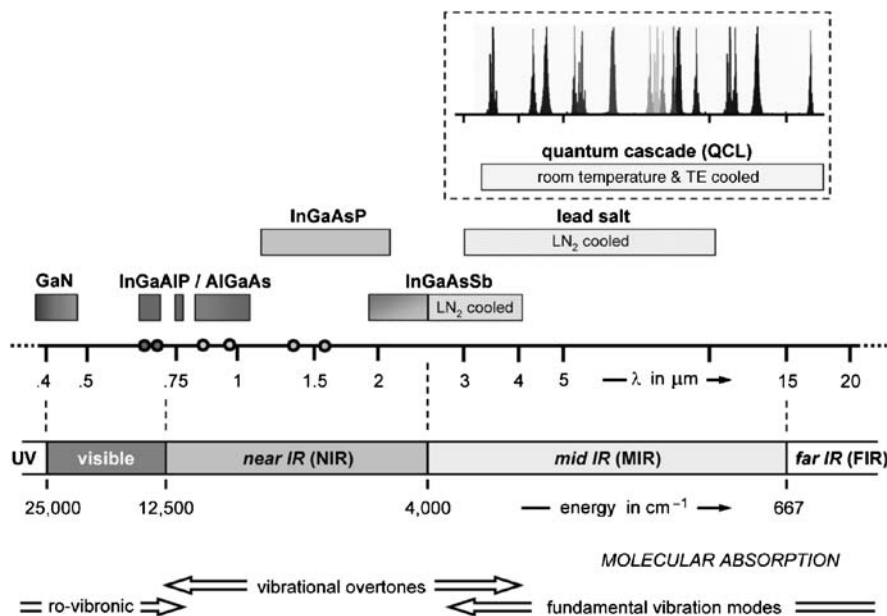 quantum cascade (QCL)
room temperature & TE cooled
InGaAsP
lead salt
LN₂ cooled
GaN
InGaAlP / AlGaAs
InGaAsSb
LN₂ cooled
.4 .5 .75 1 1.5 2 3 4 5 λ in μm 15 20
UV visible near IR (NIR) mid IR (MIR) far IR (FIR)
25,000 12,500 4,000 energy in cm⁻¹ 667
MOLECULAR ABSORPTION
vibrational overtones
ro-vibronic fundamental vibration modes